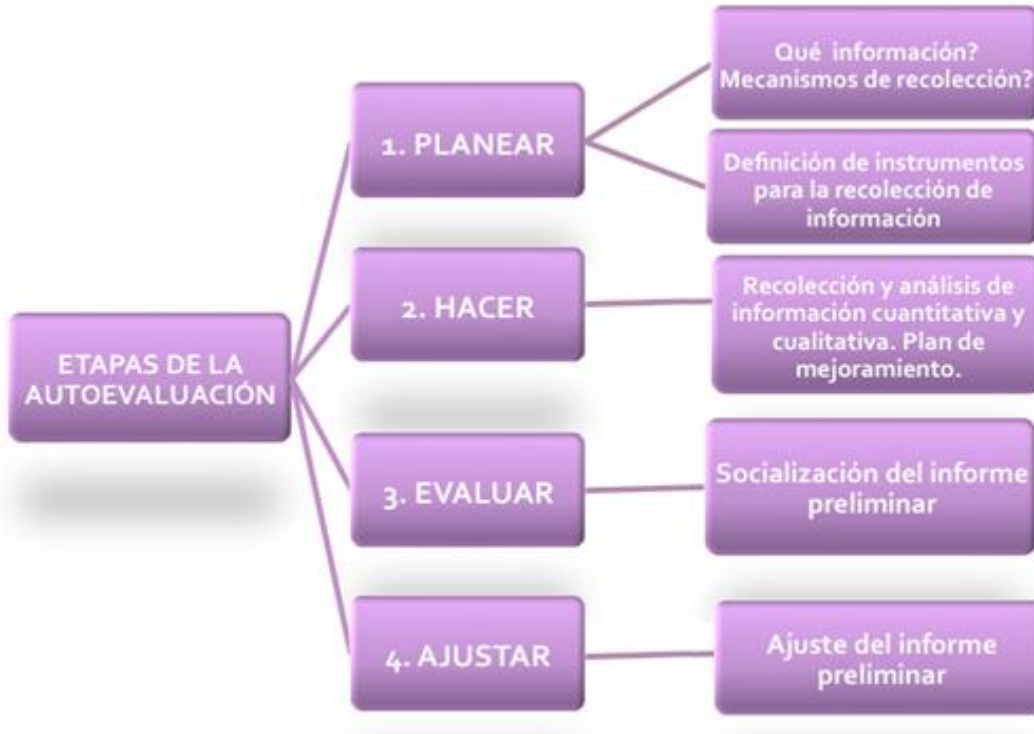 ETAPAS DE LA
AUTOEVALUACIÓN
1. PLANEAR
Qué información?
Mecanismos de recolección?
Definición de instrumentos
para la recolección de
información
2. HACER
Recolección y análisis de
información cuantitativa y
cualitativa. Plan de
mejoramiento.
3. EVALUAR
Socialización del informe
preliminar
4. AJUSTAR
Ajuste del informe
preliminar